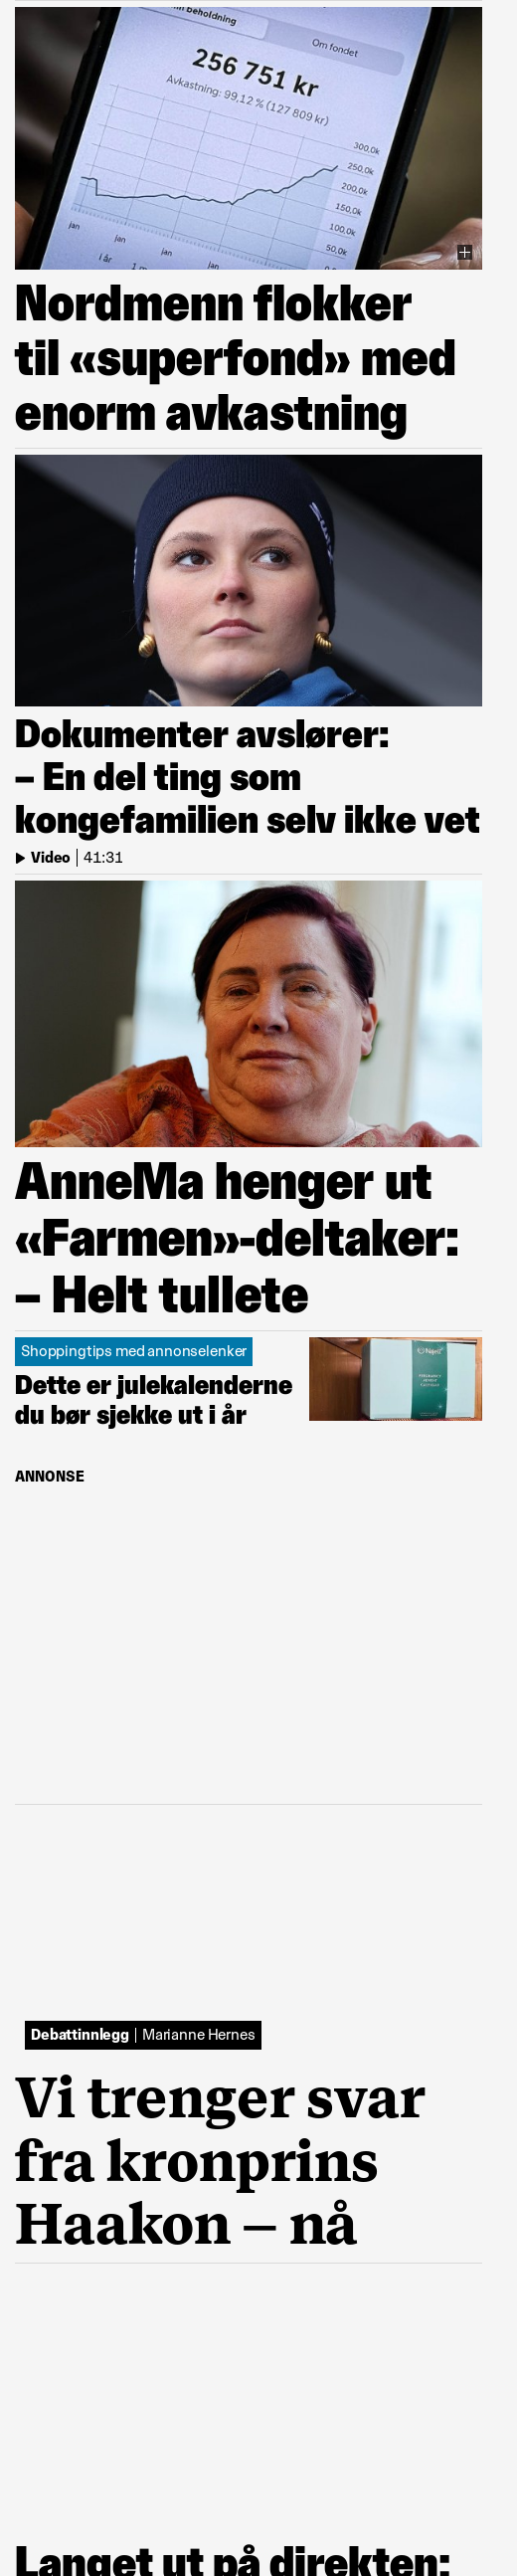 beholdning
Om fondet
256 751 kr
Avkastning: 99,12 % (127 809 kr)
300,0k
250,0k
200,0k
150,0k
100,0k
50,0k
jan
jan
jan
jan
I år
Nordmenn flokker
til «superfond» med
enorm avkastning
Dokumenter avslører:
– En del ting som
kongefamilien selv ikke vet
Video | 41:31
AnneMa henger ut
«Farmen»-deltaker:
– Helt tullete
Shoppingtips med annonselenker
Dette er julekalenderne
du bør sjekke ut i år
ANNONSE
Debattinnlegg | Marianne Hernes
Vi trenger svar
fra kronprins
Haakon – nå
Langet ut på direkten: